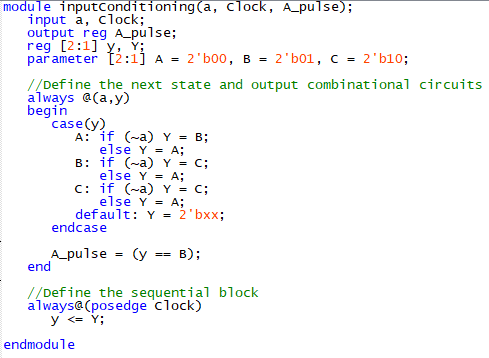 module inputConditioning(a, Clock, A_pulse);
input a, Clock;
output reg A_pulse;
reg [2:1] y, Y;
parameter [2:1] A = 2'b00, B = 2'b01, C = 2'b10;
//Define the next state and output combinational circuits
always @(a,y)
begin
case(y)
A: if (~a) Y = B;
else Y = A;
B: if (~a) Y = C;
else Y = A;
C: if (~a) Y = C;
else Y = A;
default: Y = 2'bxx;
endcase
A_pulse = (y == B);
end
//Define the sequential block
always@(posedge Clock)
y <= Y;
endmodule